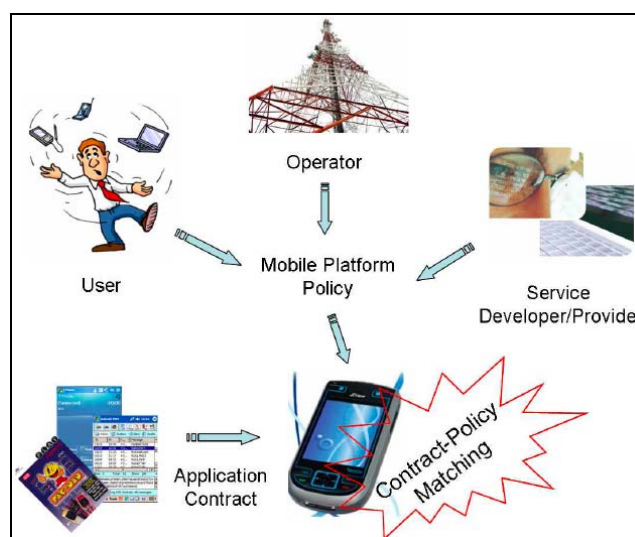 Operator
User
Mobile Platform
Policy
Service
Developer/Provide
Application
Contract
Contract-Policy
Matching